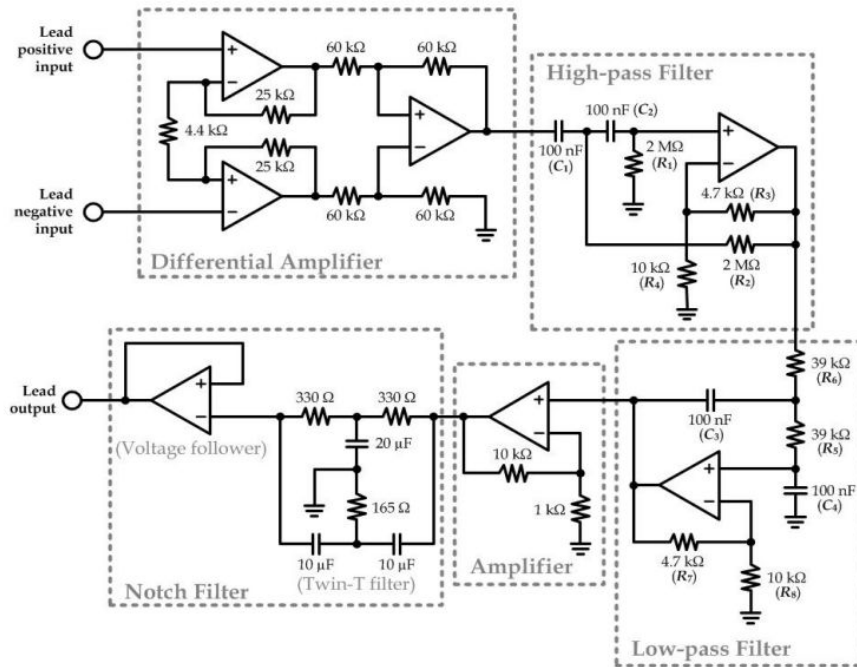 Lead
positive
input
60 kΩ
60 kΩ
25 kΩ
4.4 kΩ
25 kΩ
Lead
negative
input
60 kΩ
60 kΩ
Differential Amplifier
High-pass Filter
100 nF (C₂)
100 nF
(C₁)
2 MΩ
(R₁)
4.7 kΩ (R₃)
10 kΩ
(R₄)
2 MΩ
(R₂)
39 kΩ
(R₆)
100 nF
(C₃)
39 kΩ
(R₅)
100 nF
(C₄)
4.7 kΩ
(R₇)
10 kΩ
(R₈)
Low-pass Filter
10 kΩ
1 kΩ
Amplifier
Lead
output
(Voltage follower)
330 Ω
330 Ω
20 µF
165 Ω
10 µF
10 µF
(Twin-T filter)
Notch Filter